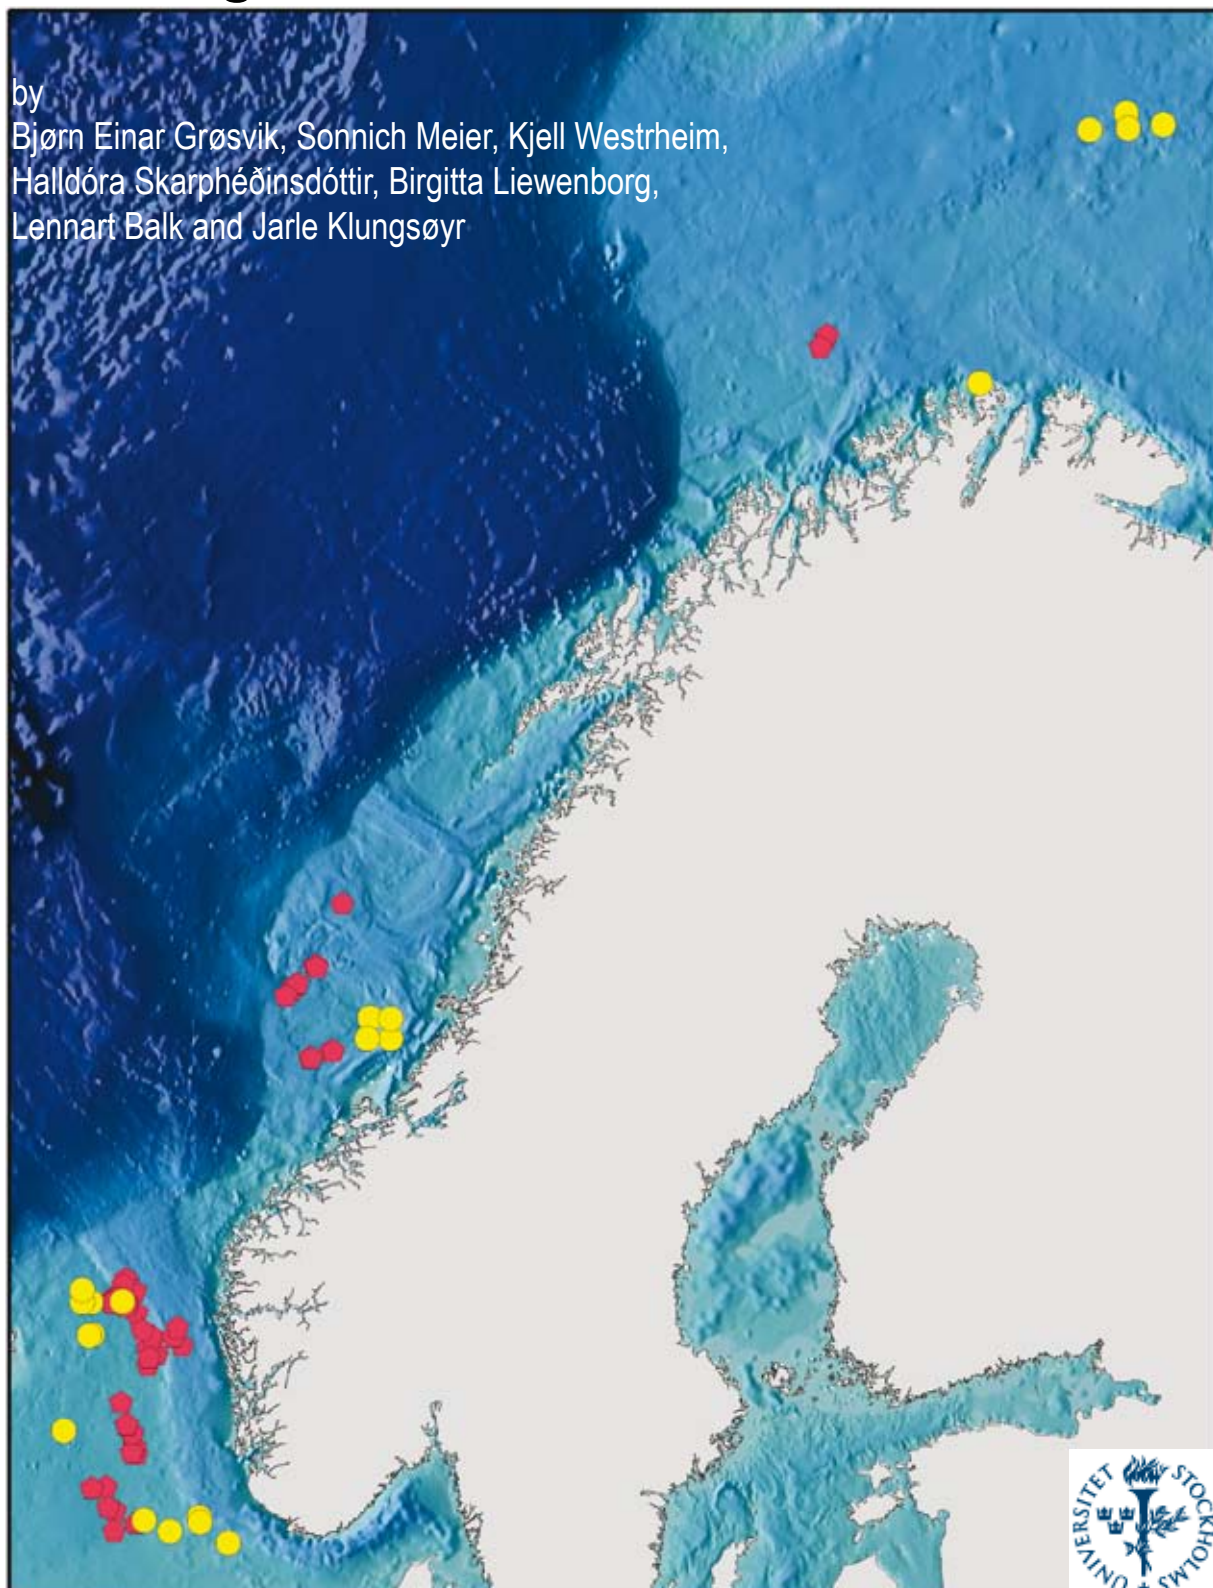 by
Bjørn Einar Grøsvik, Sonnich Meier, Kjell Westrheim,
Halldóra Skarphéðinsdóttir, Birgitta Liewenborg,
Lennart Balk and Jarle Klungsøyr
UNIVERSITET STOCKHOLMS